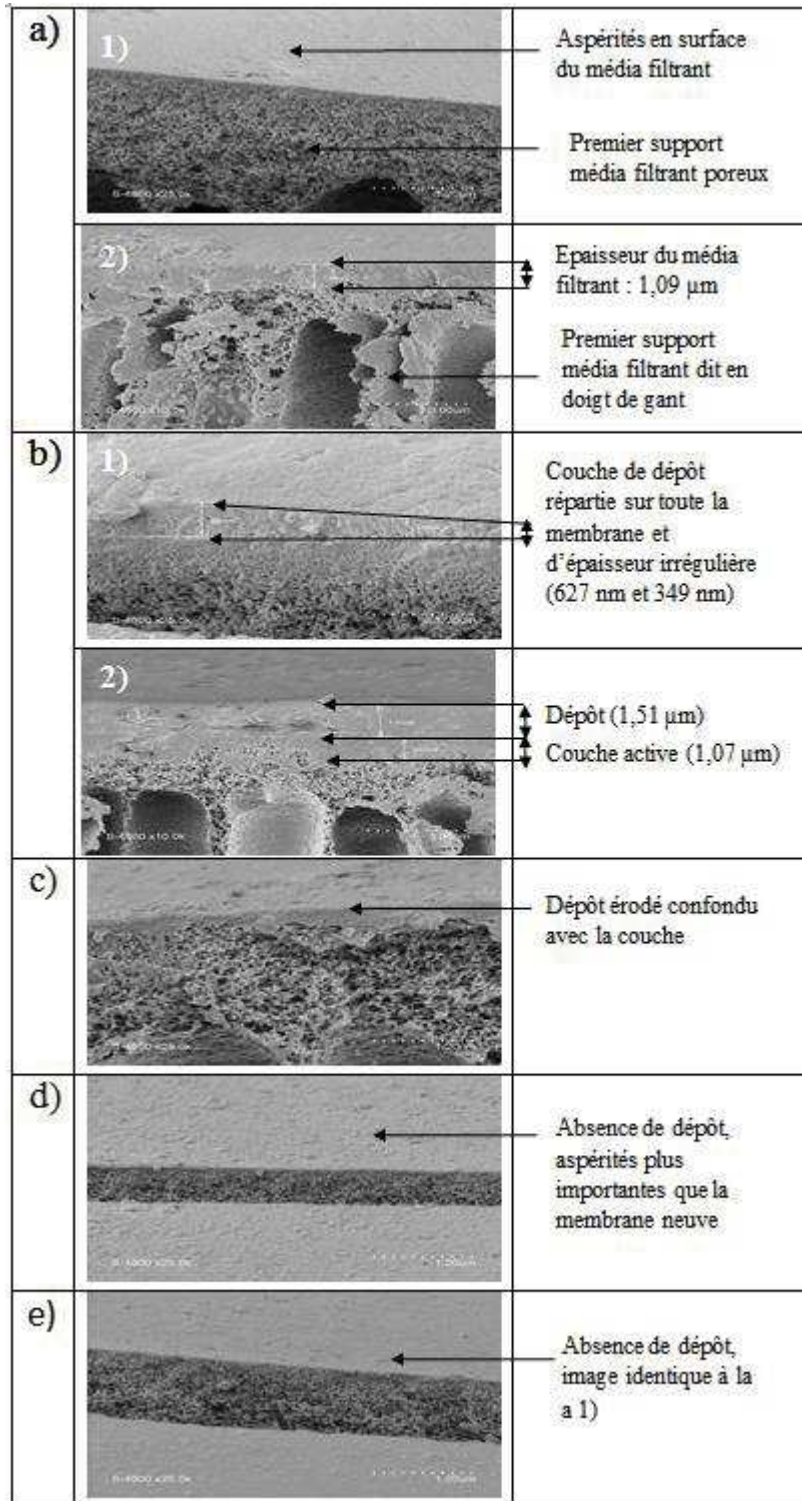 a)
1)
Aspérités en surface
du média filtrant
Premier support
média filtrant poreux
2)
Epaisseur du média
filtrant : 1,09 µm
Premier support
média filtrant dit en
doigt de gant
b)
1)
Couche de dépôt
répartie sur toute la
membrane et
d’épaisseur irrégulière
(627 nm et 349 nm)
2)
Dépôt (1,51 µm)
Couche active (1,07 µm)
c)
Dépôt érodé confondu
avec la couche
d)
Absence de dépôt,
aspérités plus
importantes que la
membrane neuve
1.00um
e)
Absence de dépôt,
image identique à la
a 1)
1.00um